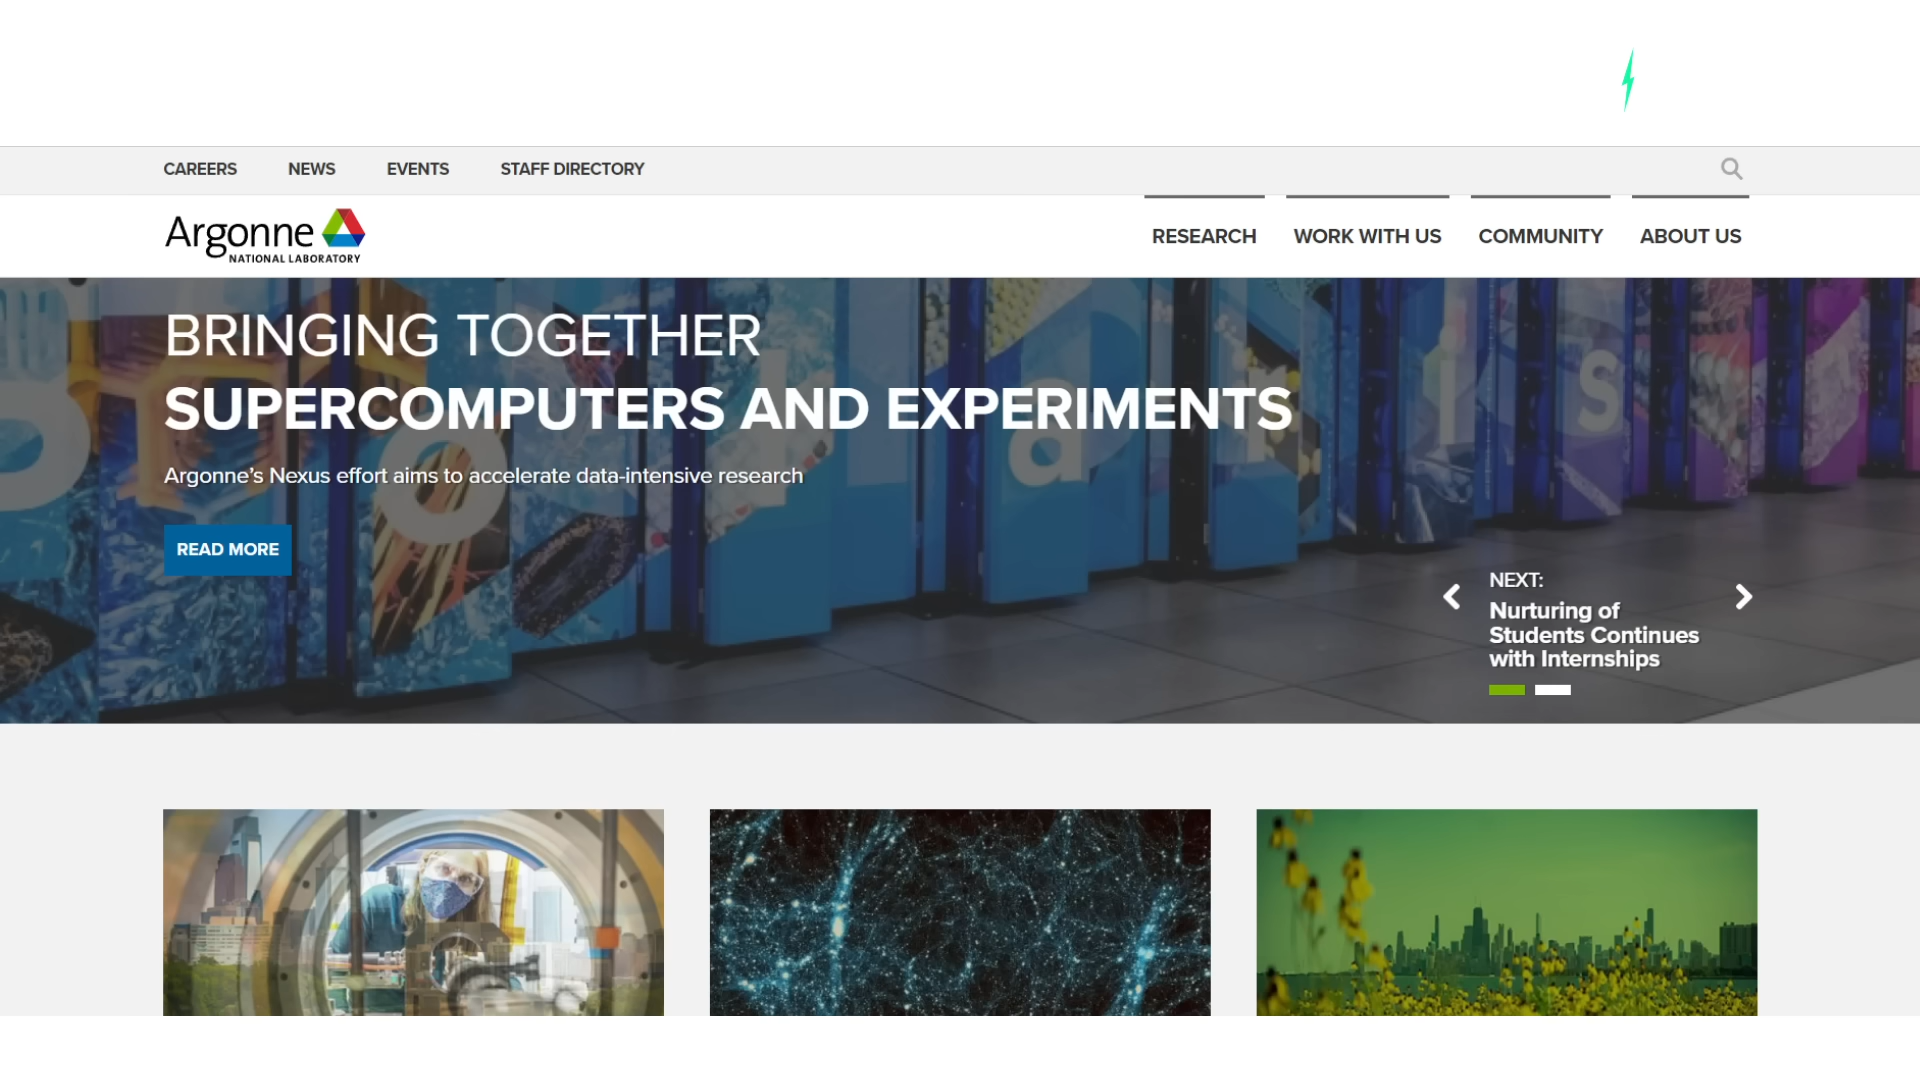 CAREERS
NEWS
EVENTS
STAFF DIRECTORY
Argonne
NATIONAL LABORATORY
RESEARCH
WORK WITH US
COMMUNITY
ABOUT US
BRINGING TOGETHER
SUPERCOMPUTERS AND EXPERIMENTS
Argonne’s Nexus effort aims to accelerate data-intensive research
READ MORE
NEXT:
Nurturing of
Students Continues
with Internships